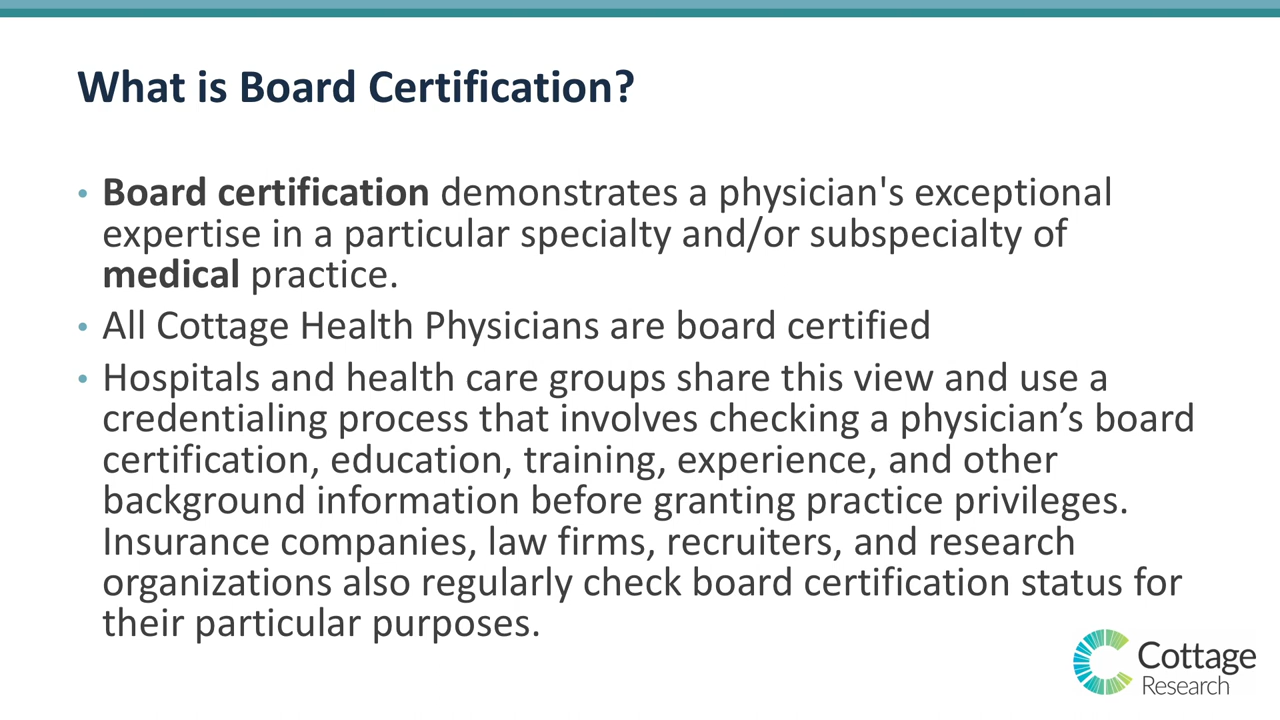 What is Board Certification?
• Board certification demonstrates a physician's exceptional
expertise in a particular specialty and/or subspecialty of
medical practice.
• All Cottage Health Physicians are board certified
• Hospitals and health care groups share this view and use a
credentialing process that involves checking a physician’s board
certification, education, training, experience, and other
background information before granting practice privileges.
Insurance companies, law firms, recruiters, and research
organizations also regularly check board certification status for
their particular purposes.
Cottage
Research